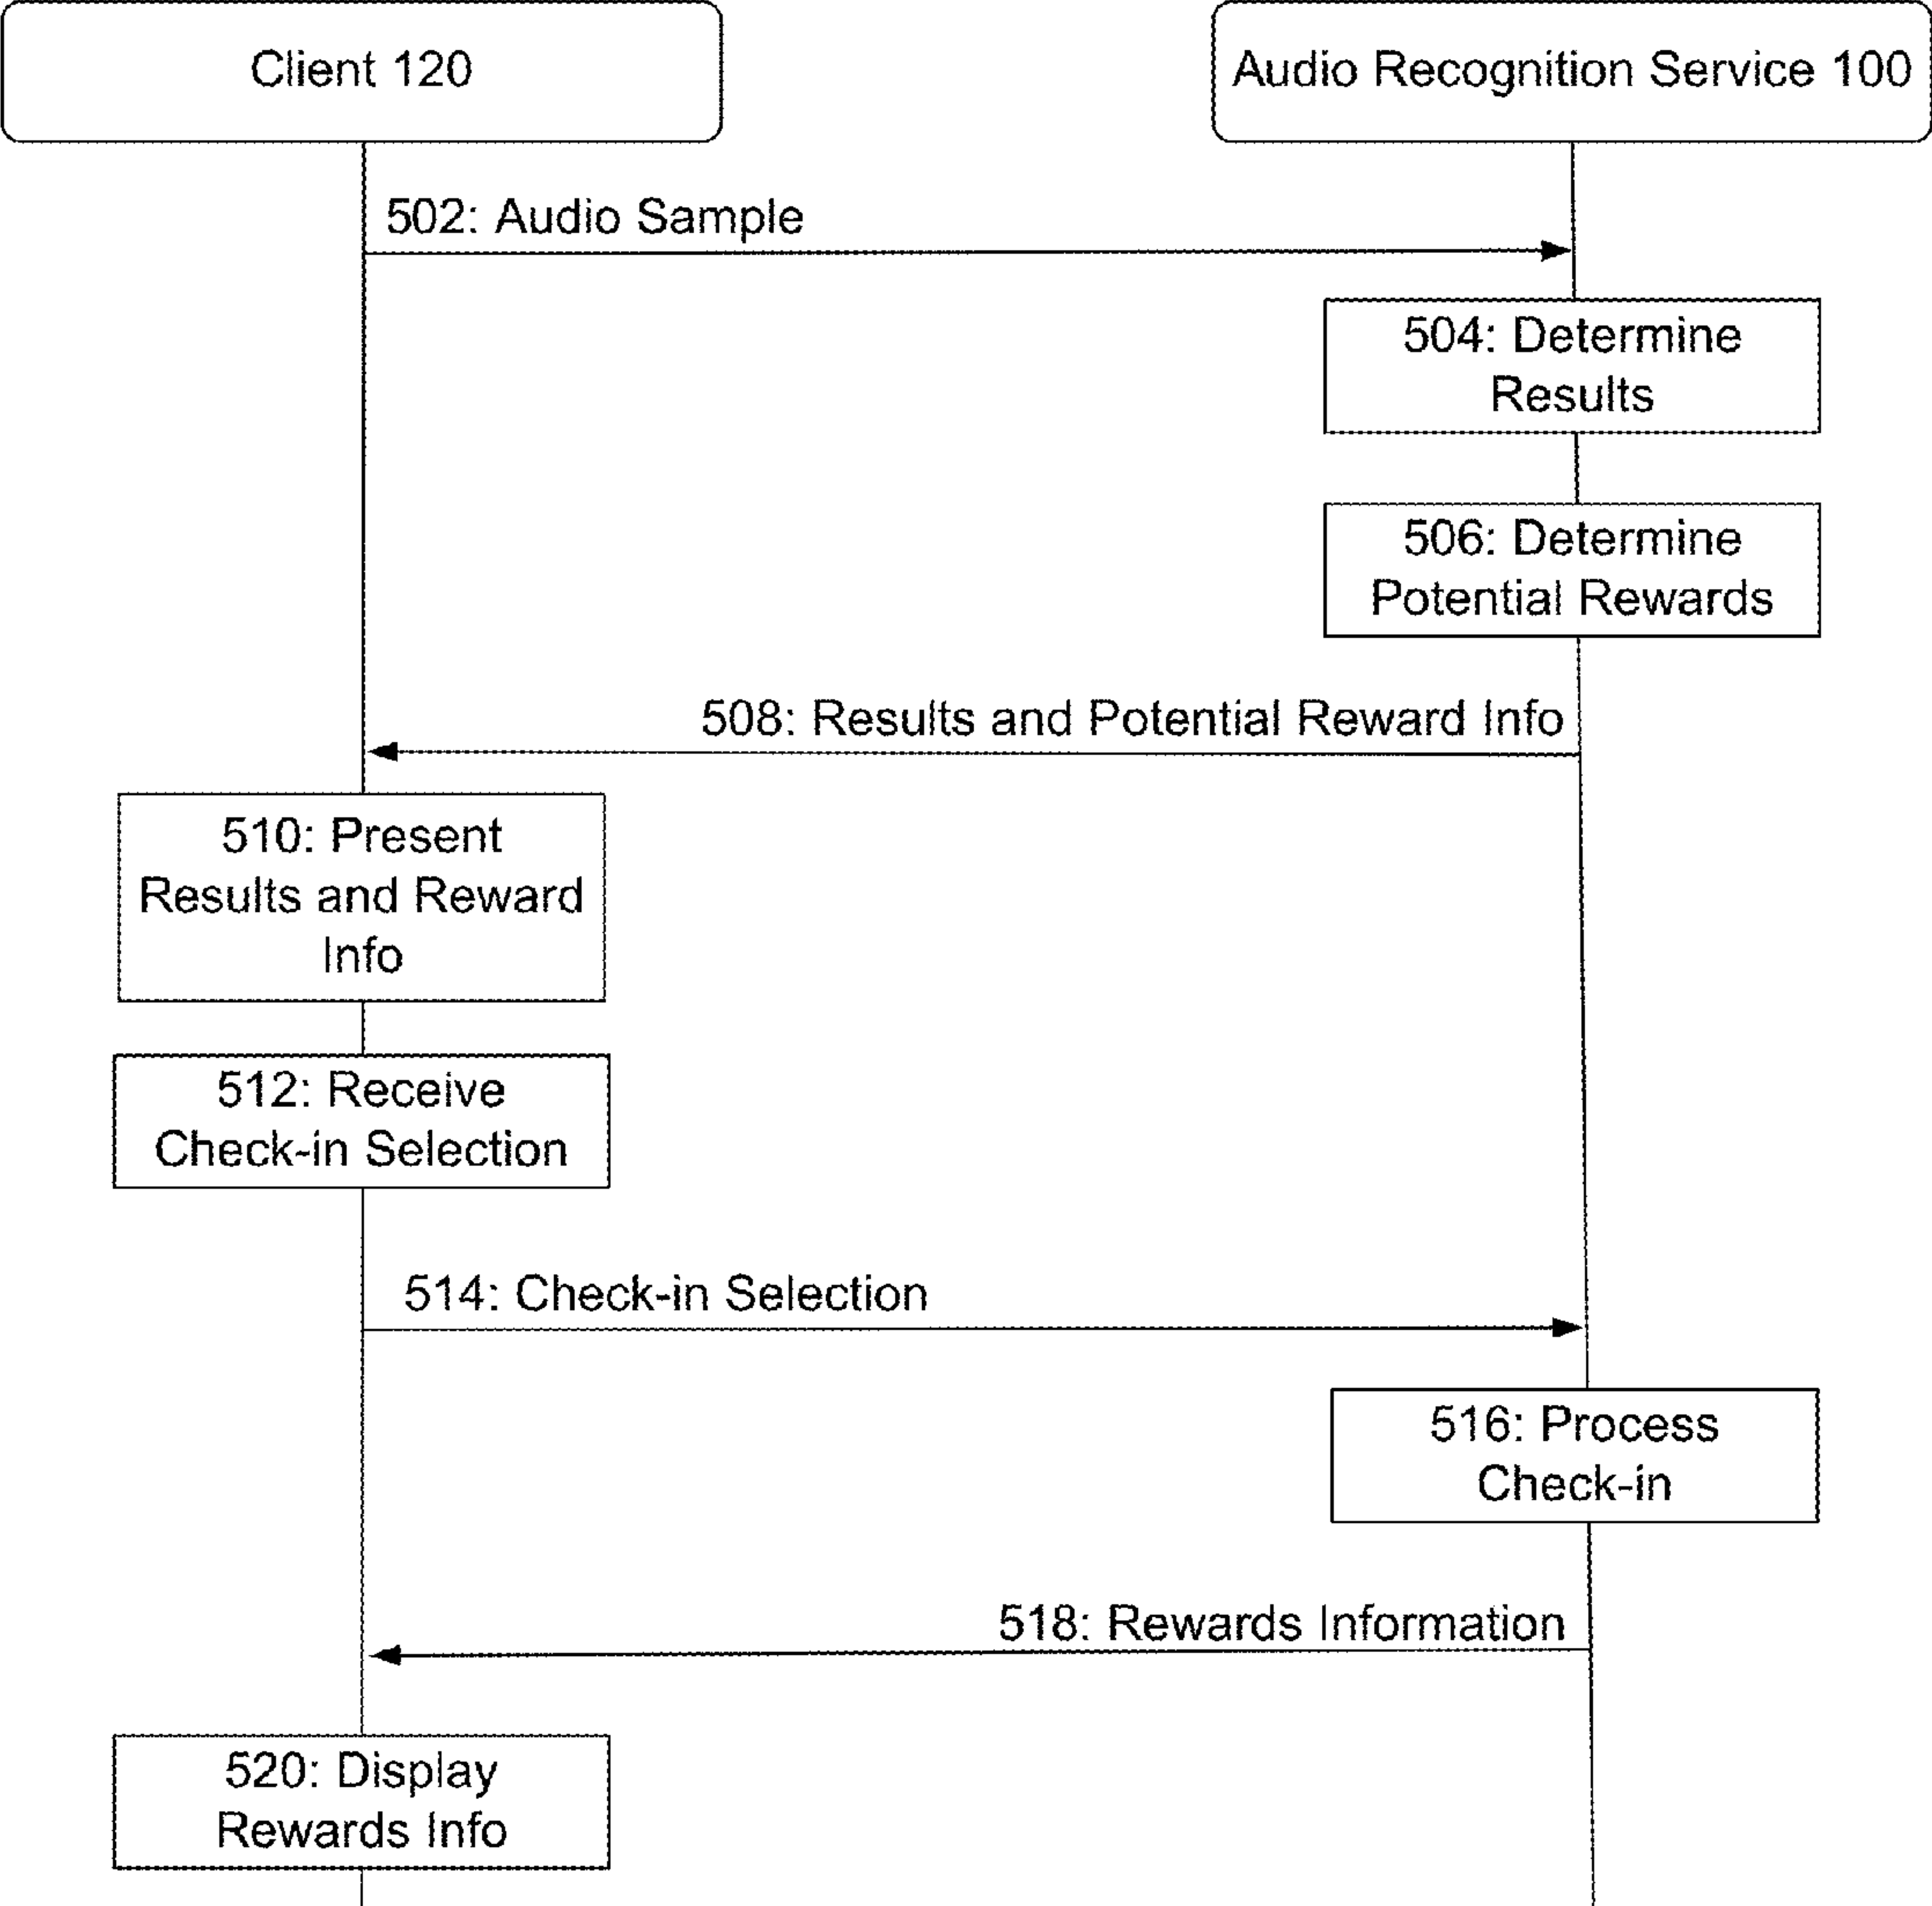 Client 120
Audio Recognition Service 100
502: Audio Sample
504: Determine
Results
506: Determine
Potential Rewards
508: Results and Potential Reward Info
510: Present
Results and Reward
Info
512: Receive
Check-in Selection
514: Check-in Selection
516: Process
Check-in
518: Rewards Information
520: Display
Rewards Info